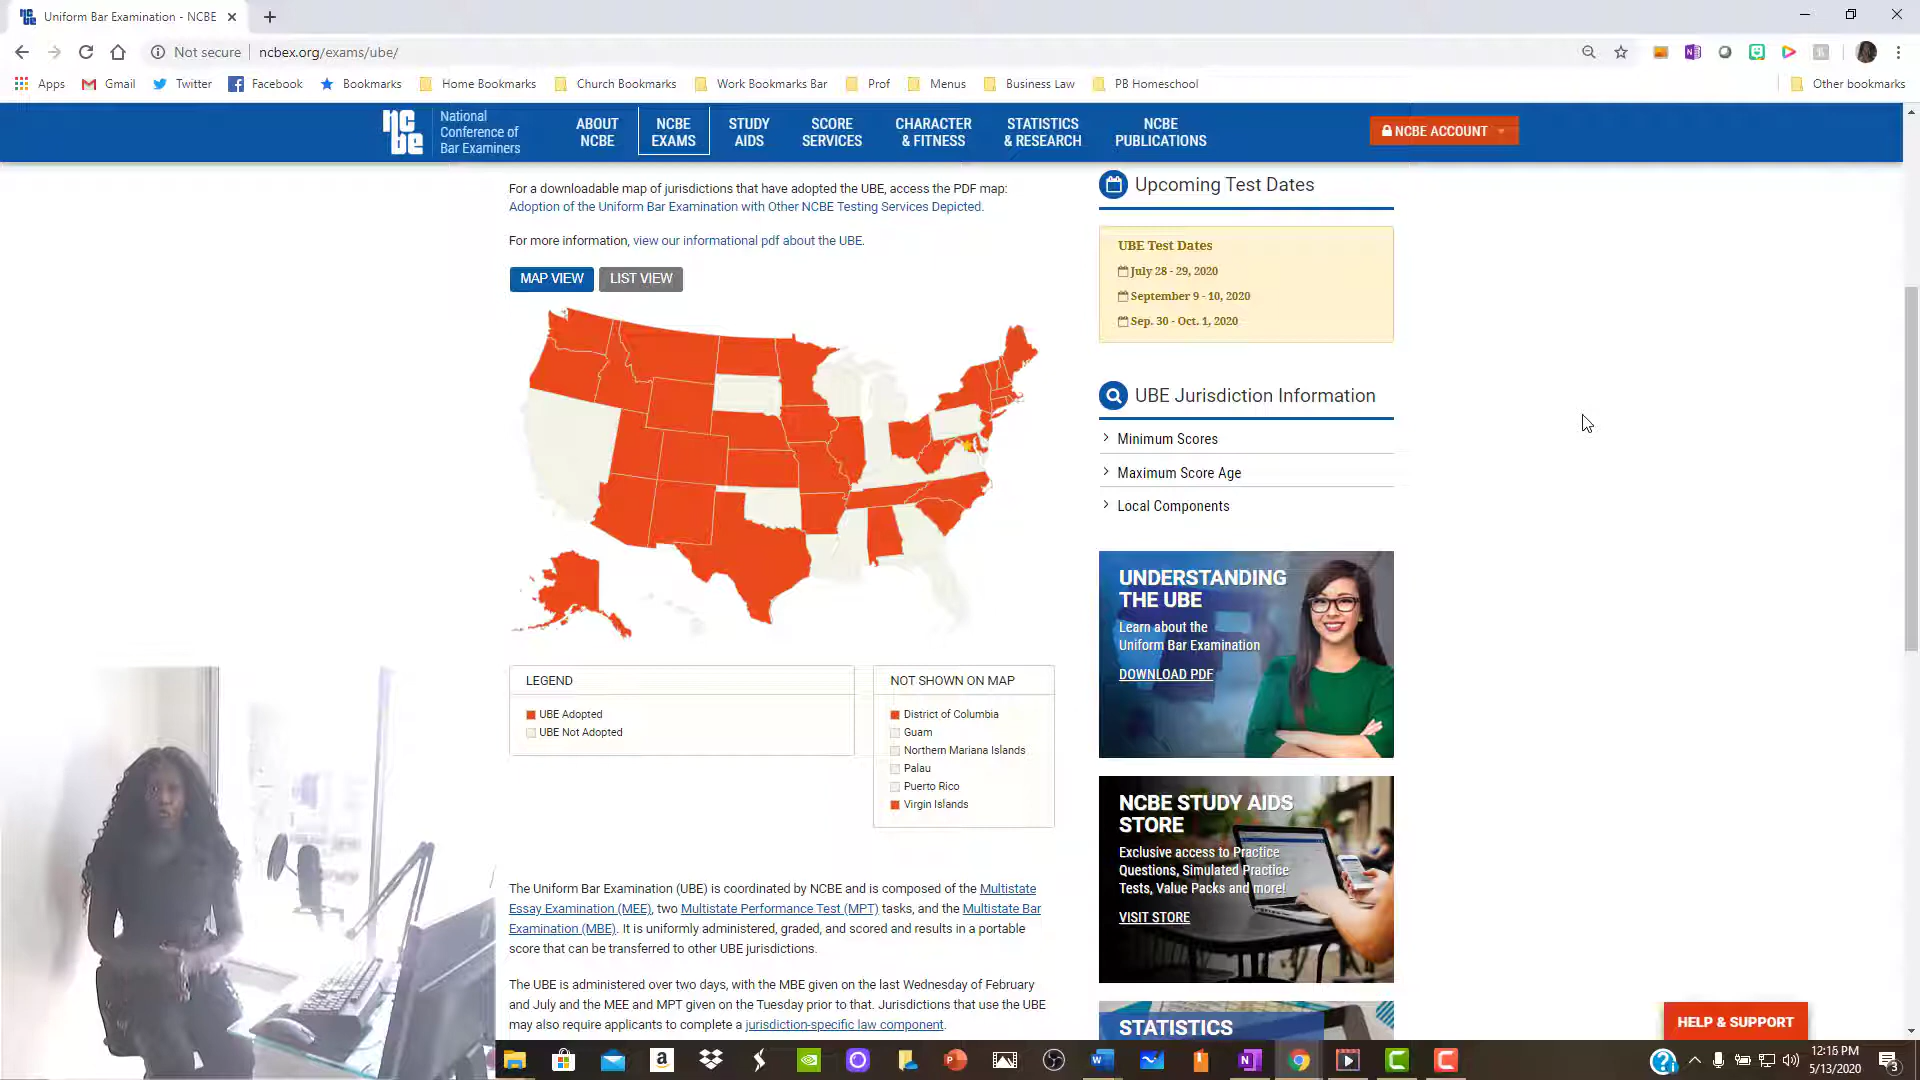 Uniform Bar Examination - NCBE
Not secure
ncbex.org/exams/ube/
Apps
Gmail
Twitter
Facebook
Bookmarks
Home Bookmarks
Church Bookmarks
Work Bookmarks Bar
Prof
Menus
Business Law
PB Homeschool
Other bookmarks
ncbe
National
Conference of
Bar Examiners
ABOUT
NCBE
NCBE
EXAMS
STUDY
AIDS
SCORE
SERVICES
CHARACTER
& FITNESS
STATISTICS
& RESEARCH
NCBE
PUBLICATIONS
NCBE ACCOUNT
For a downloadable map of jurisdictions that have adopted the UBE, access the PDF map:
Adoption of the Uniform Bar Examination with Other NCBE Testing Services Depicted.
For more information, view our informational pdf about the UBE.
MAP VIEW
LIST VIEW
LEGEND
UBE Adopted
UBE Not Adopted
NOT SHOWN ON MAP
District of Columbia
Guam
Northern Mariana Islands
Palau
Puerto Rico
Virgin Islands
The Uniform Bar Examination (UBE) is coordinated by NCBE and is composed of the Multistate
Essay Examination (MEE), two Multistate Performance Test (MPT) tasks, and the Multistate Bar
Examination (MBE). It is uniformly administered, graded, and scored and results in a portable
score that can be transferred to other UBE jurisdictions.
The UBE is administered over two days, with the MBE given on the last Wednesday of February
and July and the MEE and MPT given on the Tuesday prior to that. Jurisdictions that use the UBE
may also require applicants to complete a jurisdiction-specific law component.
Upcoming Test Dates
UBE Test Dates
July 28 - 29, 2020
September 9 - 10, 2020
Sep. 30 - Oct. 1, 2020
UBE Jurisdiction Information
Minimum Scores
Maximum Score Age
Local Components
UNDERSTANDING
THE UBE
Learn about the
Uniform Bar Examination
DOWNLOAD PDF
NCBE STUDY AIDS
STORE
Exclusive access to Practice
Questions, Simulated Practice
Tests, Value Packs and more!
VISIT STORE
STATISTICS
HELP & SUPPORT
12:15 PM
5/13/2020
3